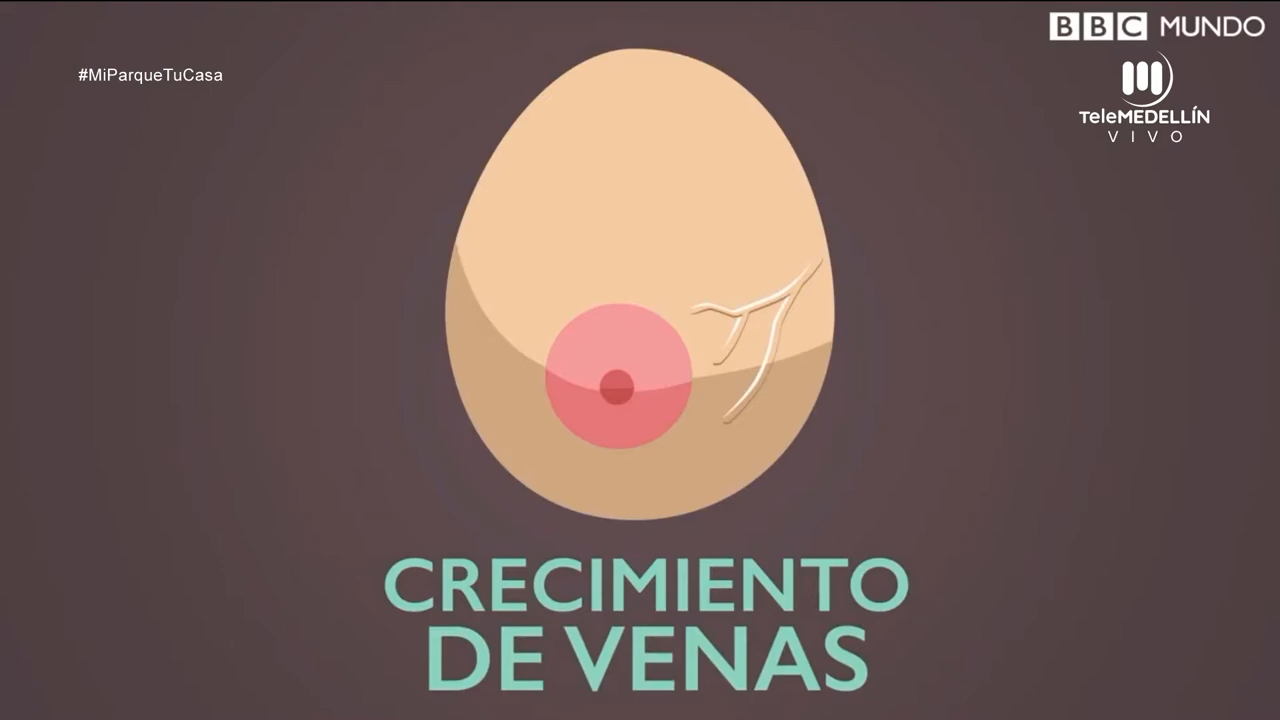 BBC MUNDO
#MiParqueTuCasa
TeleMEDELLÍN
VIVO
CRECIMIENTO
DE VENAS